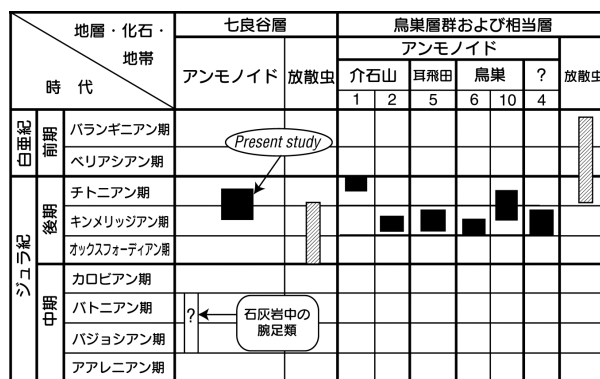 地層・化石・
地帯
時 代
七良谷層
鳥巣層群および相当層
アンモノイド
放散虫
アンモノイド
介石山
耳飛田
鳥巣
?
放散虫
1 2 5 6 10 4
白亜紀
前期
バランギニアン期
ベリアシアン期
Present study
ジュラ紀
後期
チトニアン期
キンメリッジアン期
オックスフォーディアン期
中期
カロビアン期
バトニアン期
バジョシアン期
アアレニアン期
?
石灰岩中の
腕足類